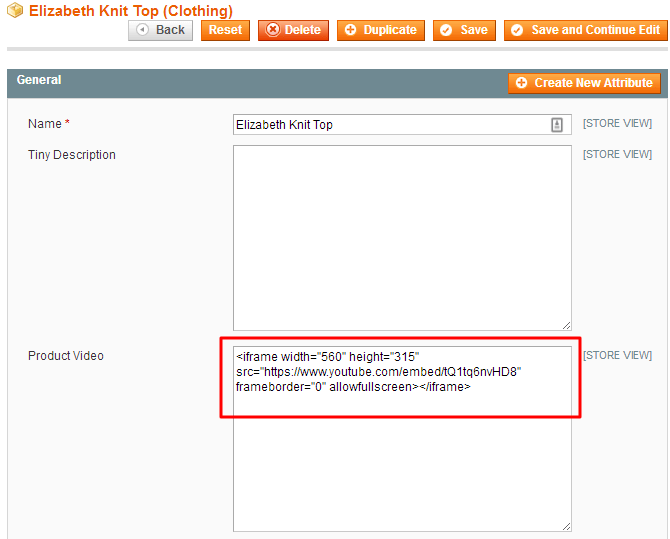 Elizabeth Knit Top (Clothing)
Back Reset Delete Duplicate Save Save and Continue Edit
General Create New Attribute
Name * Elizabeth Knit Top [STORE VIEW]
Tiny Description [STORE VIEW]
Product Video [STORE VIEW]
<iframe width="560" height="315"
src="https://www.youtube.com/embed/tQ1tq6nvHD8"
frameborder="0" allowfullscreen></iframe>